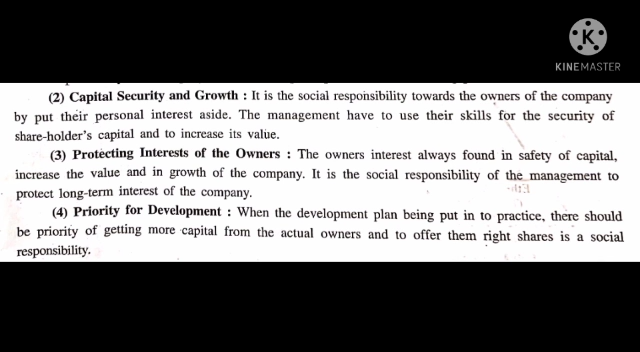 KINEMASTER
(2) Capital Security and Growth : It is the social responsibility towards the owners of the company
by put their personal interest aside. The management have to use their skills for the security of
share-holder's capital and to increase its value.
(3) Protecting Interests of the Owners : The owners interest always found in safety of capital,
increase the value and in growth of the company. It is the social responsibility of the management to
protect long-term interest of the company.
(4) Priority for Development : When the development plan being put in to practice, there should
be priority of getting more capital from the actual owners and to offer them right shares is a social
responsibility.